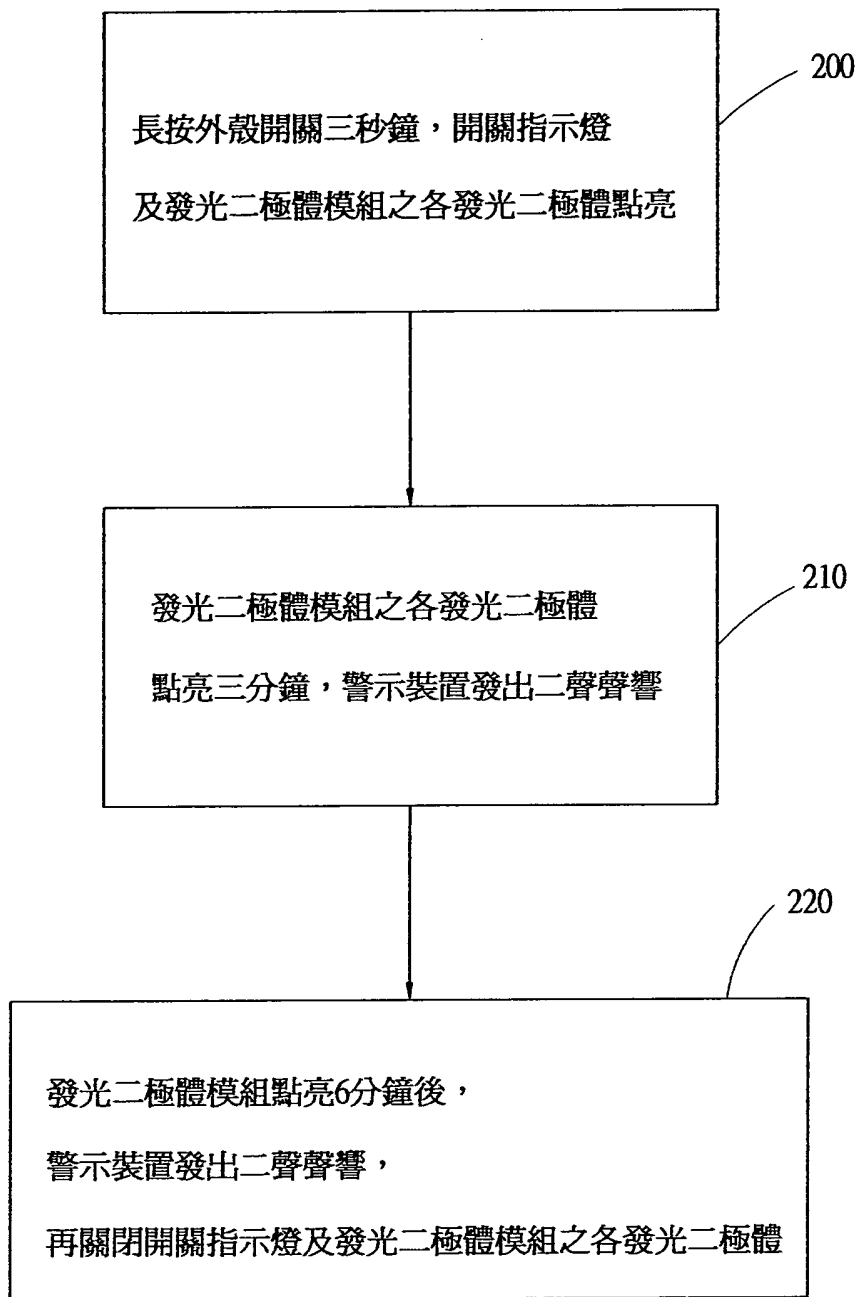 200
長按外殼開關三秒鐘，開關指示燈
及發光二極體模組之各發光二極體點亮
210
發光二極體模組之各發光二極體
點亮三分鐘，警示裝置發出二聲聲響
220
發光二極體模組點亮6分鐘後，
警示裝置發出二聲聲響，
再關閉開關指示燈及發光二極體模組之各發光二極體